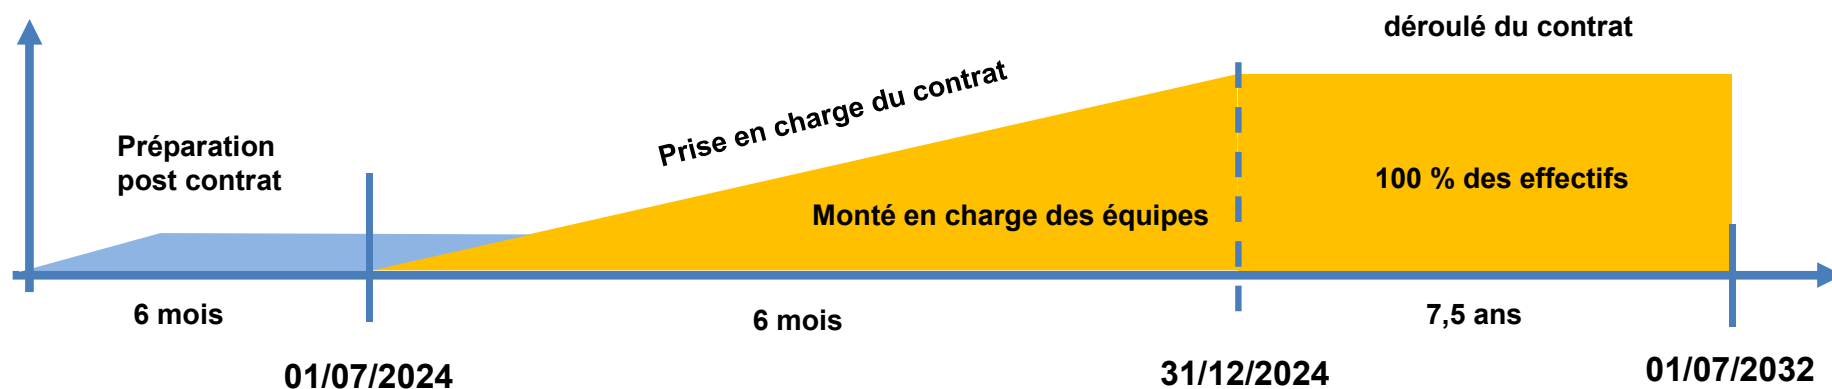 déroulé du contrat
Prise en charge du contrat
Préparation
post contrat
100 % des effectifs
Monté en charge des équipes
6 mois
6 mois
7,5 ans
01/07/2024
31/12/2024
01/07/2032